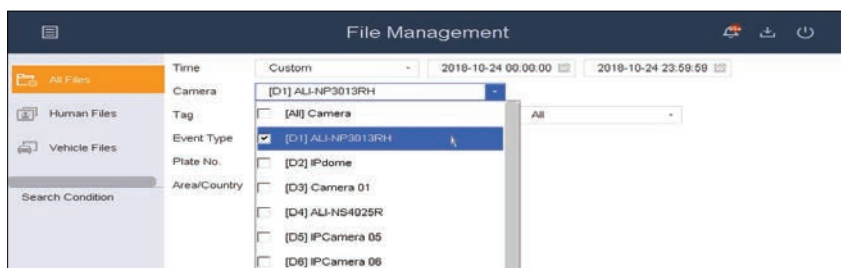 File Management
All Files
Human Files
Vehicle Files
Search Condition
Time Custom 2018-10-24 00:00:00 2018-10-24 23:59:59
Camera [D1] ALI-NP3013RH
Tag All
Event Type
Plate No.
Area/Country
[All] Camera
[D1] ALI-NP3013RH
[D2] IPdome
[D3] Camera 01
[D4] ALI-NS4025R
[D5] IPCamera 05
[D6] IPCamera 06